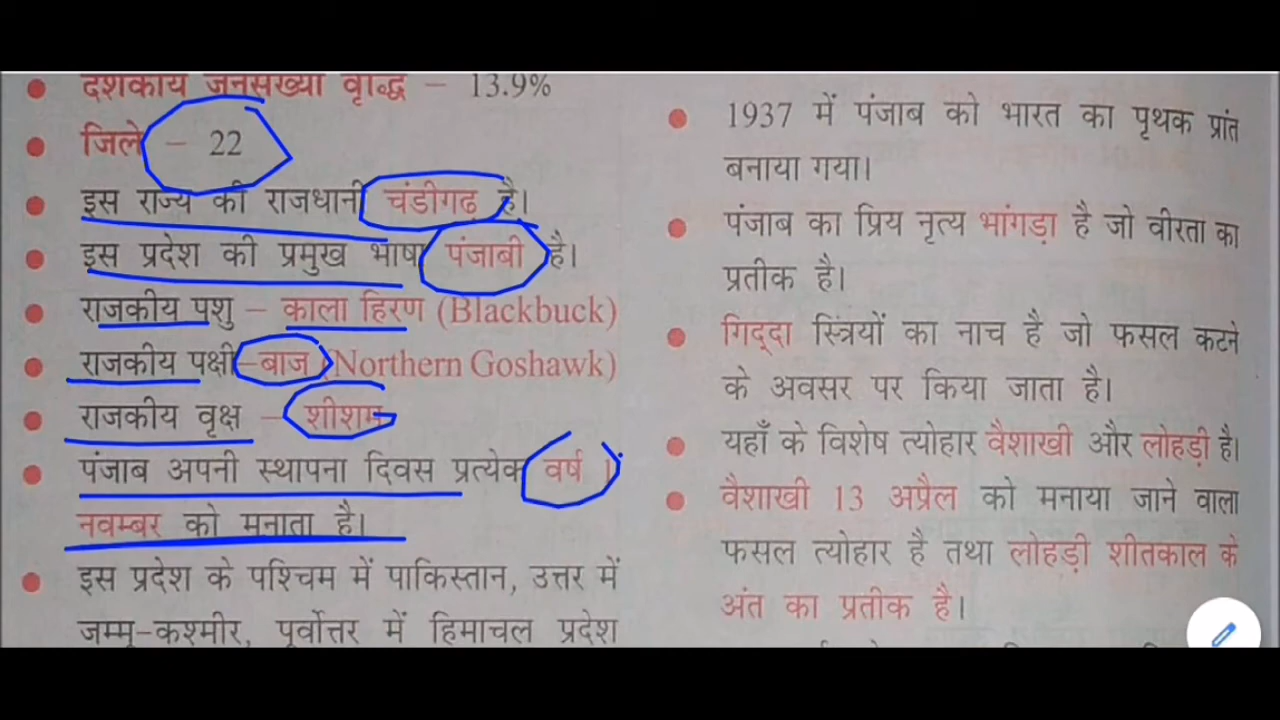 दशकीय जनसंख्या वृद्धि – 13.9%
जिले – 22
इस राज्य की राजधानी चंडीगढ है।
इस प्रदेश की प्रमुख भाषा पंजाबी है।
राजकीय पशु – काला हिरण (Blackbuck)
राजकीय पक्षी –बाज (Northern Goshawk)
राजकीय वृक्ष – शीशम
पंजाब अपनी स्थापना दिवस प्रत्येक वर्ष 1
नवम्बर को मनाता है।
इस प्रदेश के पश्चिम में पाकिस्तान, उत्तर में
जम्मू-कश्मीर, पूर्वोत्तर में हिमाचल प्रदेश
1937 में पंजाब को भारत का पृथक प्रांत
बनाया गया।
पंजाब का प्रिय नृत्य भांगड़ा है जो वीरता का
प्रतीक है।
गिद्दा स्त्रियों का नाच है जो फसल कटने
के अवसर पर किया जाता है।
यहाँ के विशेष त्योहार वैशाखी और लोहड़ी है।
वैशाखी 13 अप्रैल को मनाया जाने वाला
फसल त्योहार है तथा लोहड़ी शीतकाल के
अंत का प्रतीक है।